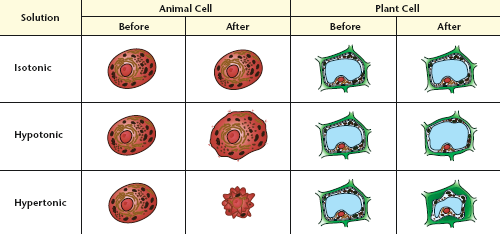 Solution
Animal Cell
Plant Cell
Before
After
Before
After
Isotonic
Hypotonic
Hypertonic